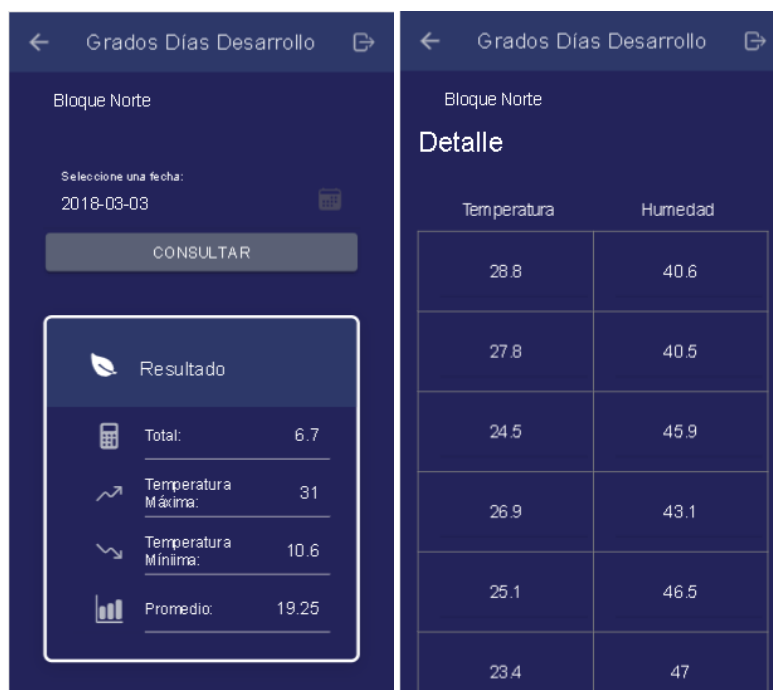 Grados Días Desarrollo
Bloque Norte
Seleccione una fecha:
2018-03-03
CONSULTAR
Resultado
Total: 6.7
Temperatura
Máxima: 31
Temperatura
Míniima: 10.6
Promedio: 19.25
Grados Días Desarrollo
Bloque Norte
Detalle
Temperatura Humedad
28.8 40.6
27.8 40.5
24.5 45.9
26.9 43.1
25.1 46.5
23.4 47